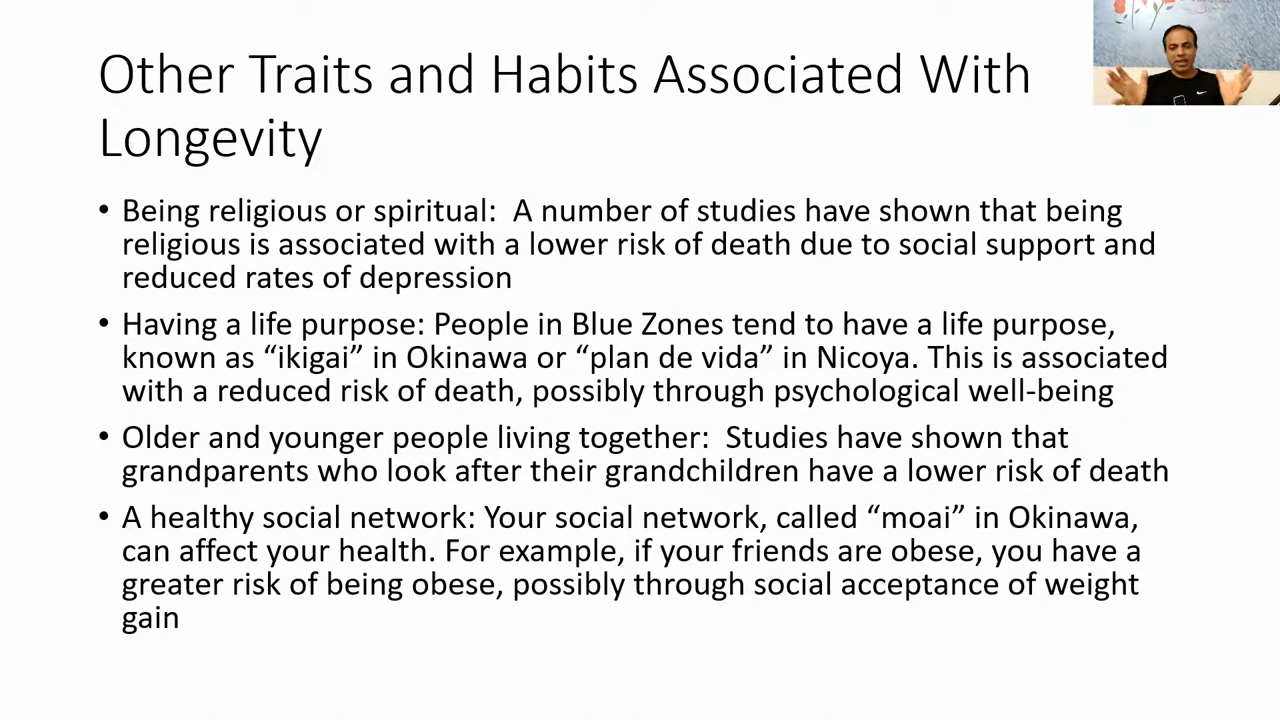 Other Traits and Habits Associated With
Longevity
• Being religious or spiritual:  A number of studies have shown that being
religious is associated with a lower risk of death due to social support and
reduced rates of depression
• Having a life purpose: People in Blue Zones tend to have a life purpose,
known as “ikigai” in Okinawa or “plan de vida” in Nicoya. This is associated
with a reduced risk of death, possibly through psychological well-being
• Older and younger people living together:  Studies have shown that
grandparents who look after their grandchildren have a lower risk of death
• A healthy social network: Your social network, called “moai” in Okinawa,
can affect your health. For example, if your friends are obese, you have a
greater risk of being obese, possibly through social acceptance of weight
gain